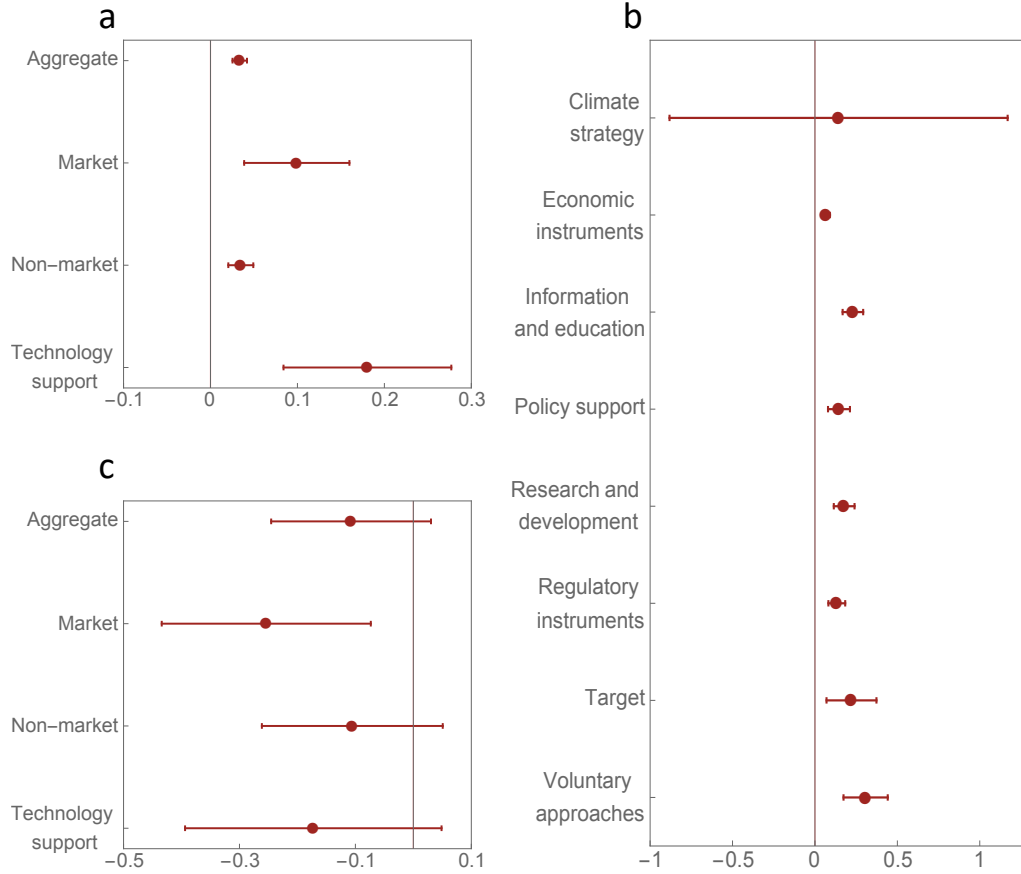 a
Aggregate
Market
Non−market
Technology
support
−0.1
0
0.1
0.2
0.3
c
Aggregate
Market
Non−market
Technology
support
−0.5
−0.3
−0.1
0.1
b
Climate
strategy
Economic
instruments
Information
and education
Policy support
Research and
development
Regulatory
instruments
Target
Voluntary
approaches
−1
−0.5
0
0.5
1